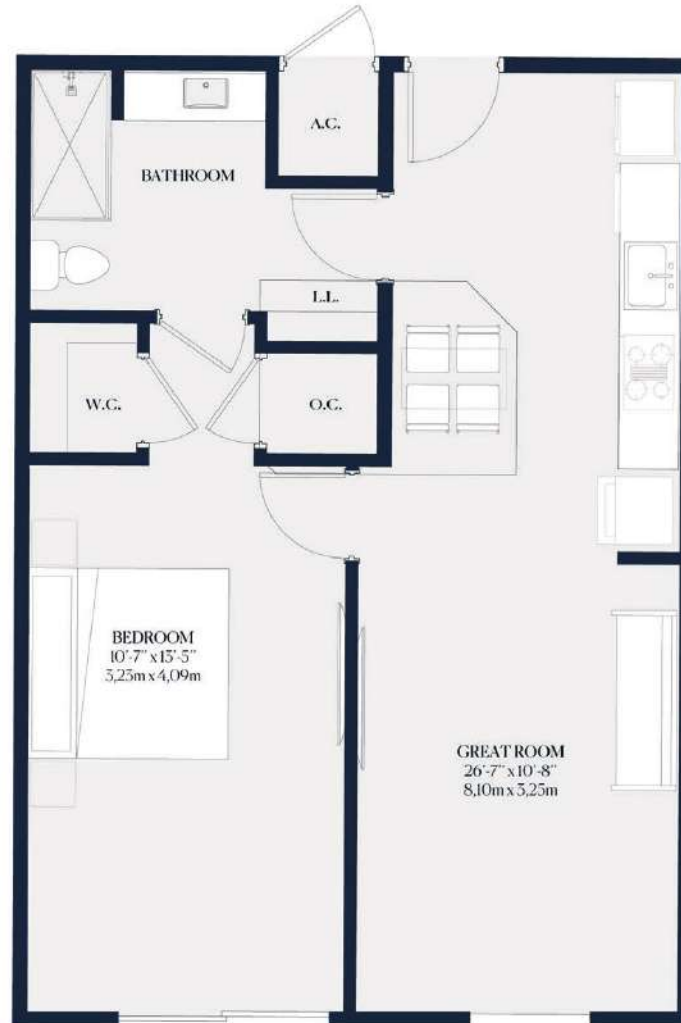 A.C.
BATHROOM
L.L.
W.C.
O.C.
BEDROOM
10'-7" x 13'-5"
3,23m x 4,09m
GREAT ROOM
26'-7" x 10'-8"
8,10m x 3,25m